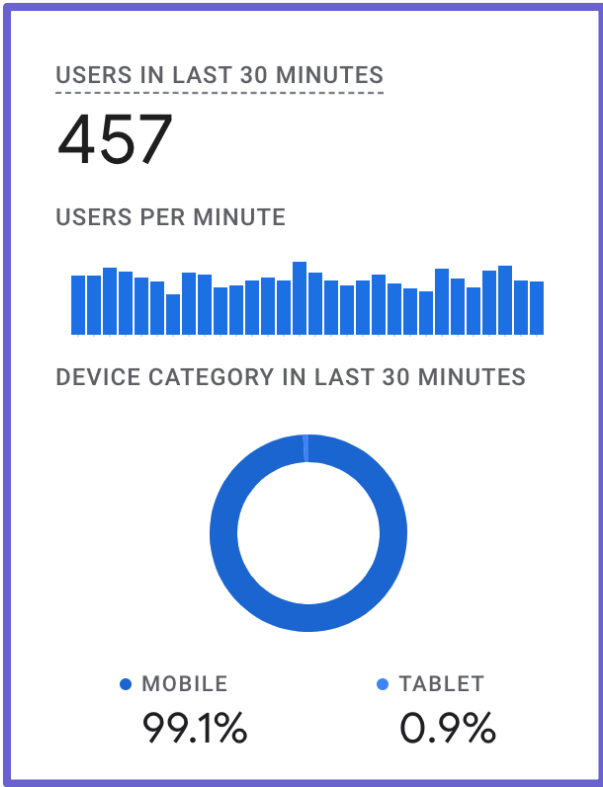 USERS IN LAST 30 MINUTES
457
USERS PER MINUTE
DEVICE CATEGORY IN LAST 30 MINUTES
MOBILE TABLET
99.1% 0.9%